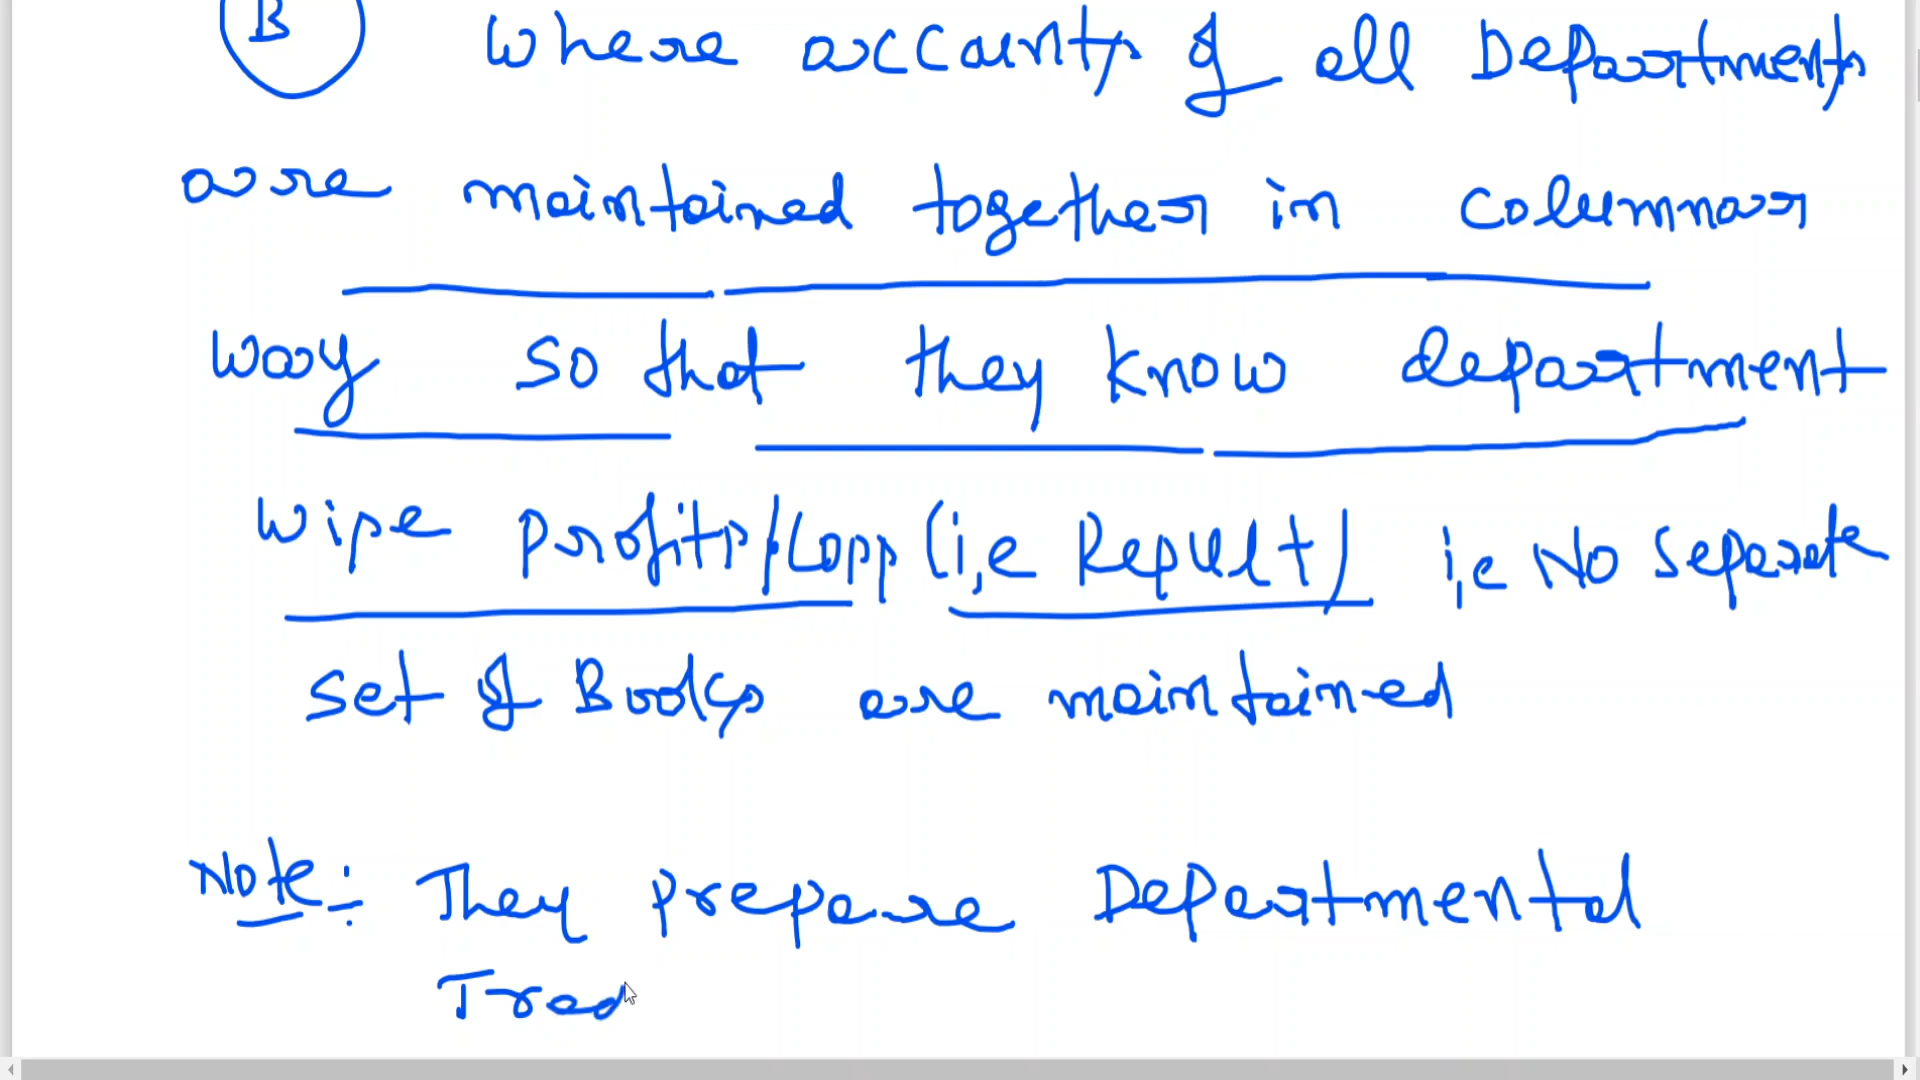 B Where accounts of all Departments
are maintained together in columnar
way so that they know department
wise Profits/Loss (i,e Result) i,e No Separate
Set of Books are maintained
Note:- They Prepare Departmental
Trad